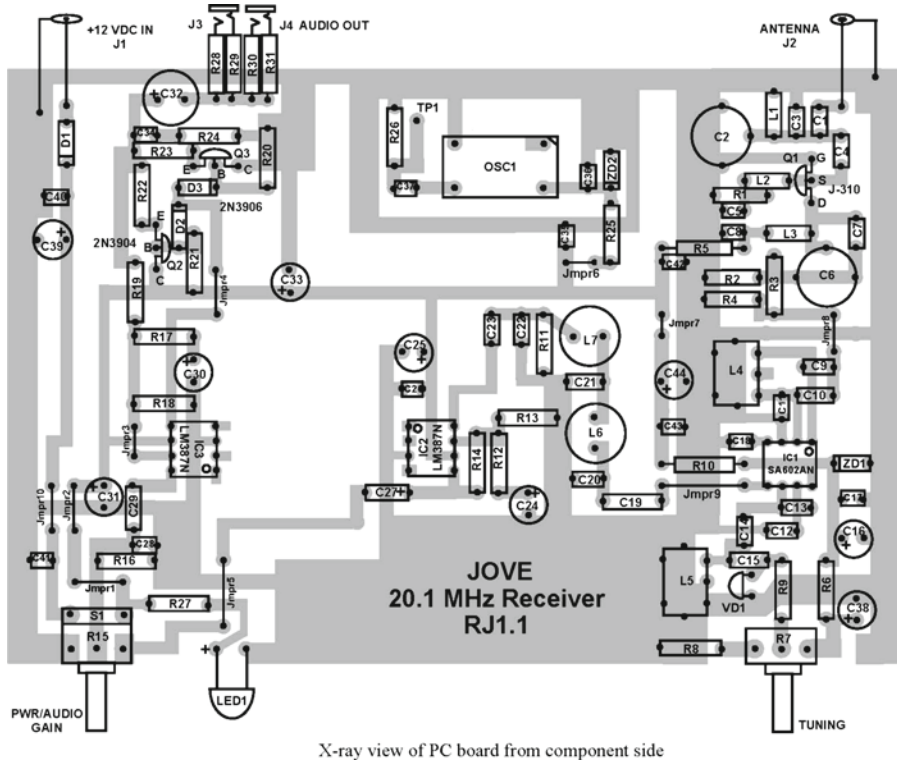 J3 J4 AUDIO OUT
+12 VDC IN
J1
ANTENNA
J2
R28 R29 R30 R31
C32
TP1
L1 C3 C1
C2
D1
C34 R24
R23 Q3
R20
R26
OSC1
ZD2
C36
C4
Q1 G
E B C
S
L2
J-310
R22
D3
C37
R1
D
C40
2N3906
C5
E
D2
R25
C39
2N3904 B
Q2
R21
C35
C8 L3 C7
R5
C
C42
C6
R19
Jmpr4
C33
Jmpr6
R2
R3
R4
C23 C22 R11 L7
Jmpr7
Jmpr8
R17
C25
L4
C30
C9
C2
C21
C44
C10
R18
C11
R13
Jmpr3
IC3
LM387N
IC2
LM387N
R14 R12
L6
C43
C18
IC1
SA602AN
R10
ZD1
C20
Jmpr10 Jmpr2
C31
C29
C27
C24
C19
Jmpr9
C17
C13
C14
C12
C16
C28
C41
R16
C15
JOVE
20.1 MHz Receiver
RJ1.1
L5
VD1
R9 R6
Jmpr1
Jmpr5
C38
R27
S1
R15
R8
R7
LED1
PWR/AUDIO
GAIN
TUNING
X-ray view of PC board from component side